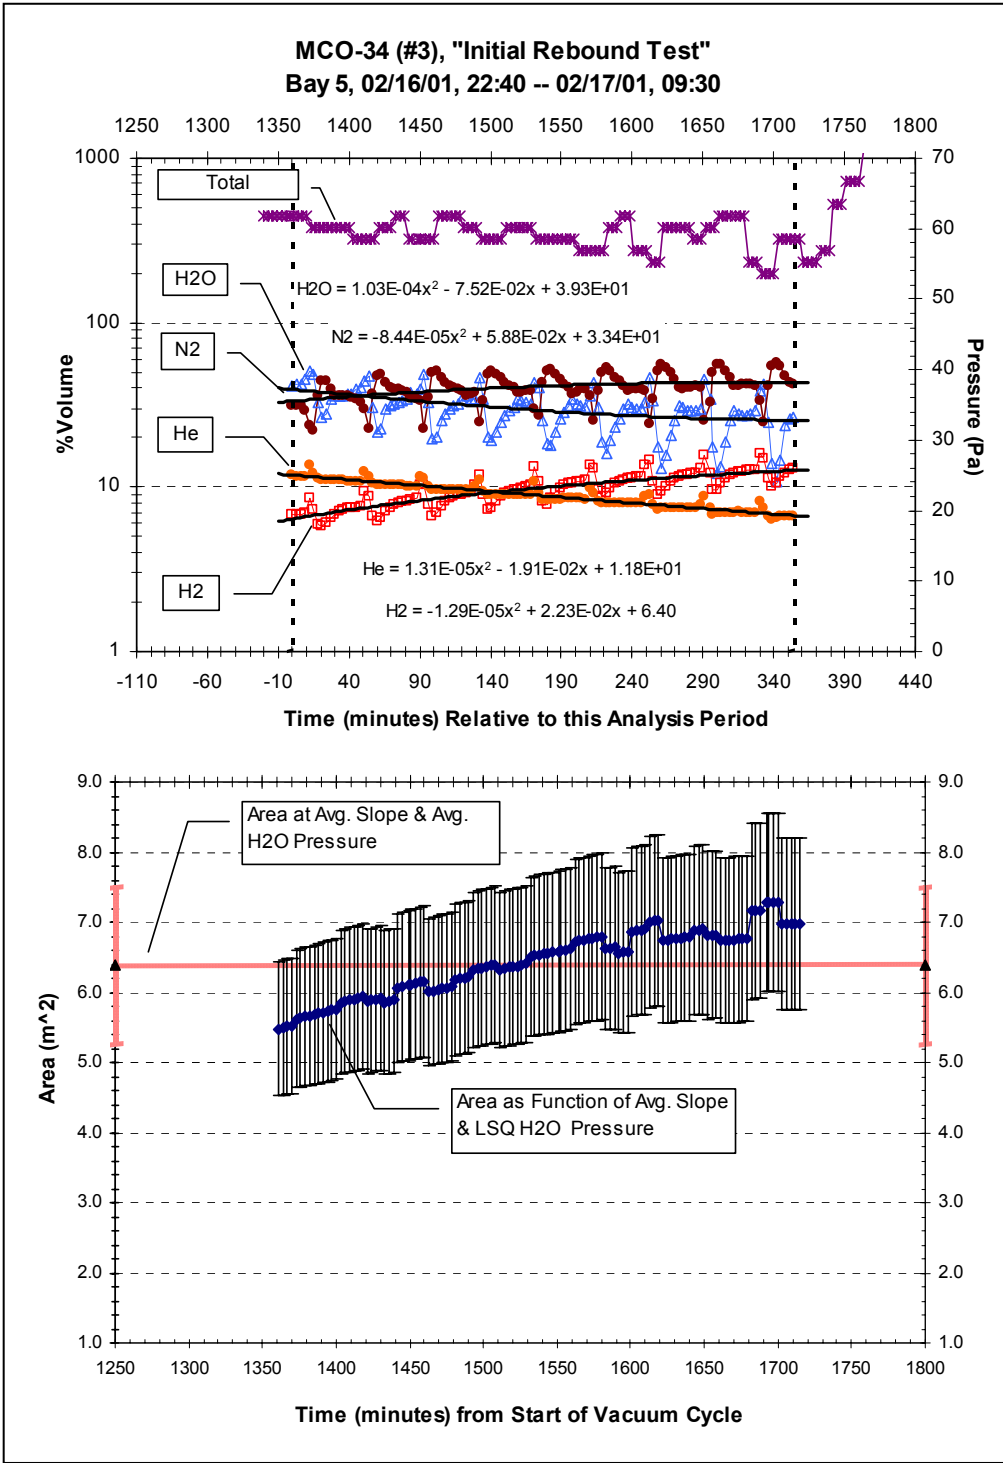 MCO-34 (#3), "Initial Rebound Test"
Bay 5, 02/16/01, 22:40 -- 02/17/01, 09:30
1250 1300 1350 1400 1450 1500 1550 1600 1650 1700 1750 1800
1000
100
10
1
%Volume
70
60
50
40
30
20
10
0
Pressure (Pa)
Total
H2O
N2
He
H2
H2O = 1.03E-04x² - 7.52E-02x + 3.93E+01
N2 = -8.44E-05x² + 5.88E-02x + 3.34E+01
He = 1.31E-05x² - 1.91E-02x + 1.18E+01
H2 = -1.29E-05x² + 2.23E-02x + 6.40
-110 -60 -10 40 90 140 190 240 290 340 390 440
Time (minutes) Relative to this Analysis Period
9.0
8.0
7.0
6.0
5.0
4.0
3.0
2.0
1.0
Area (m^2)
9.0
8.0
7.0
6.0
5.0
4.0
3.0
2.0
1.0
Area at Avg. Slope & Avg.
H2O Pressure
Area as Function of Avg. Slope
& LSQ H2O Pressure
1250 1300 1350 1400 1450 1500 1550 1600 1650 1700 1750 1800
Time (minutes) from Start of Vacuum Cycle